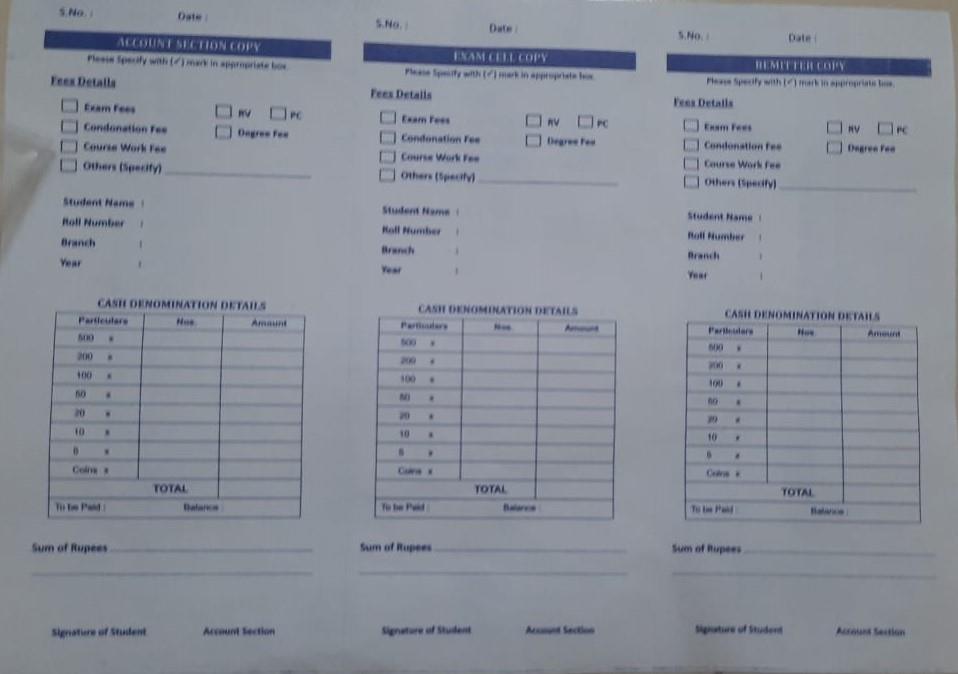 S.No. : Date :
ACCOUNT SECTION COPY
Please Specify with (✓) mark in appropriate box.
Fees Details
Exam Fees RV PC
Condonation Fee Degree Fee
Course Work Fee
Others (Specify)
Student Name :
Roll Number :
Branch :
Year :
CASH DENOMINATION DETAILS
Particulars Nos. Amount
500 x
200 x
100 x
50 x
20 x
10 x
5 x
Coins x
TOTAL
To be Paid : Balance :
Sum of Rupees
Signature of Student Account Section
S.No. : Date :
EXAM CELL COPY
Please Specify with (✓) mark in appropriate box.
Fees Details
Exam Fees RV PC
Condonation Fee Degree Fee
Course Work Fee
Others (Specify)
Student Name :
Roll Number :
Branch :
Year :
CASH DENOMINATION DETAILS
Particulars Nos. Amount
500 x
200 x
100 x
50 x
20 x
10 x
5 x
Coins x
TOTAL
To be Paid : Balance :
Sum of Rupees
Signature of Student Account Section
S.No. : Date :
REMITTER COPY
Please Specify with (✓) mark in appropriate box.
Fees Details
Exam Fees RV PC
Condonation Fee Degree Fee
Course Work Fee
Others (Specify)
Student Name :
Roll Number :
Branch :
Year :
CASH DENOMINATION DETAILS
Particulars Nos. Amount
500 x
200 x
100 x
50 x
20 x
10 x
5 x
Coins x
TOTAL
To be Paid : Balance :
Sum of Rupees
Signature of Student Account Section